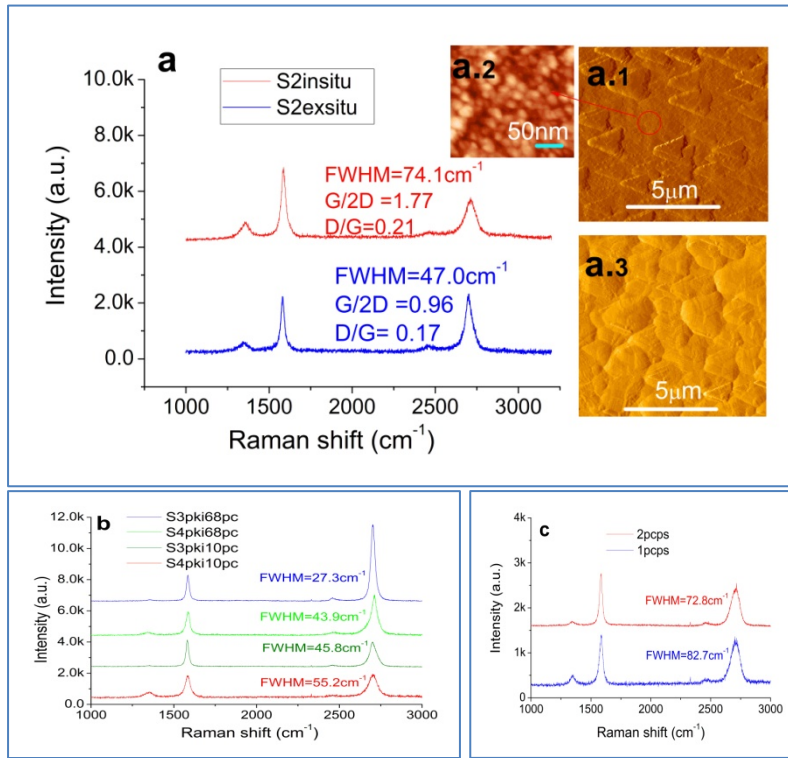 a
S2insitu
S2exsitu
10.0k
8.0k
6.0k
4.0k
2.0k
0.0
Intensity (a.u.)
FWHM=74.1cm⁻¹
G/2D =1.77
D/G=0.21
FWHM=47.0cm⁻¹
G/2D =0.96
D/G= 0.17
1000 1500 2000 2500 3000
Raman shift (cm⁻¹)
a.2
50nm
a.1
5μm
a.3
5μm
b
S3pki68pc
S4pki68pc
S3pki10pc
S4pki10pc
12.0k
10.0k
8.0k
6.0k
4.0k
2.0k
0.0
Intensity (a.u.)
FWHM=27.3cm⁻¹
FWHM=43.9cm⁻¹
FWHM=45.8cm⁻¹
FWHM=55.2cm⁻¹
1000 1500 2000 2500 3000
Raman shift (cm⁻¹)
c
2pcps
1pcps
4k
3k
2k
1k
0
Intensity (a.u.)
FWHM=72.8cm⁻¹
FWHM=82.7cm⁻¹
1000 1500 2000 2500 3000
Raman shift (cm⁻¹)